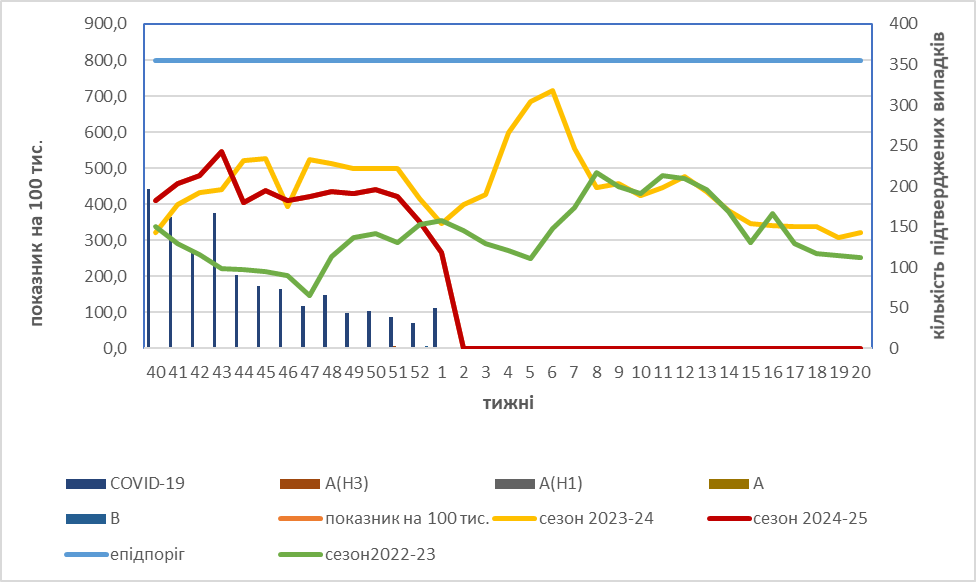 показник на 100 тис.
900,0
800,0
700,0
600,0
500,0
400,0
300,0
200,0
100,0
0,0
400
350
300
250
200
150
100
50
0
кількість підтверджених випадків
40 41 42 43 44 45 46 47 48 49 50 51 52 1 2 3 4 5 6 7 8 9 10 11 12 13 14 15 16 17 18 19 20
тижні
COVID-19 A(H3) A(H1) A
B показник на 100 тис. сезон 2023-24 сезон 2024-25
епідпоріг сезон2022-23